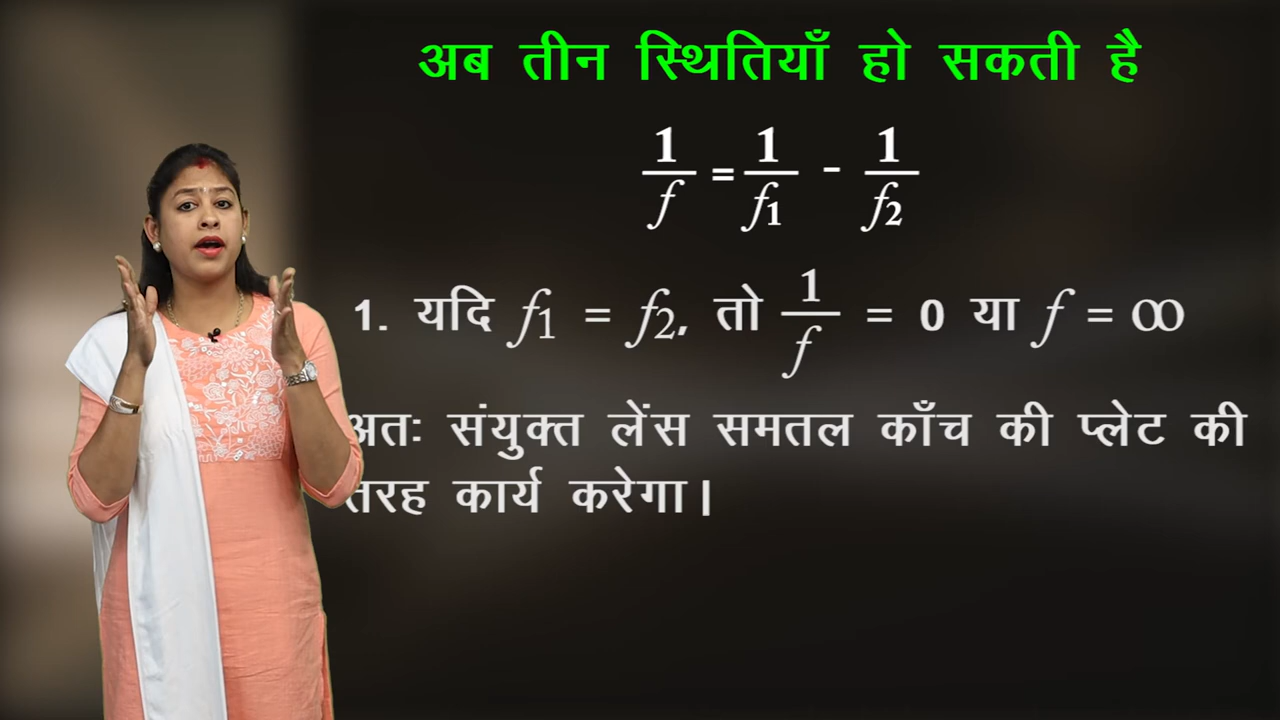 अब तीन स्थितियाँ हो सकती है
1/f = 1/f₁ - 1/f₂
1. यदि f₁ = f₂, तो 1/f = 0 या f = ∞
अतः संयुक्त लेंस समतल काँच की प्लेट की
तरह कार्य करेगा।